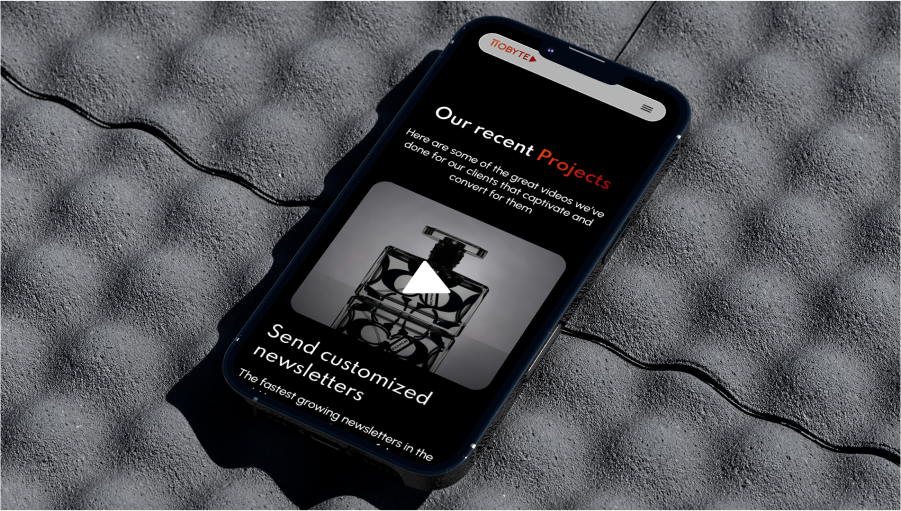 TTOBYTE
Our recent Projects
Here are some of the great videos we've
done for our clients that captivate and
convert for them
Send customized
newsletters
The fastest growing newsletters in the